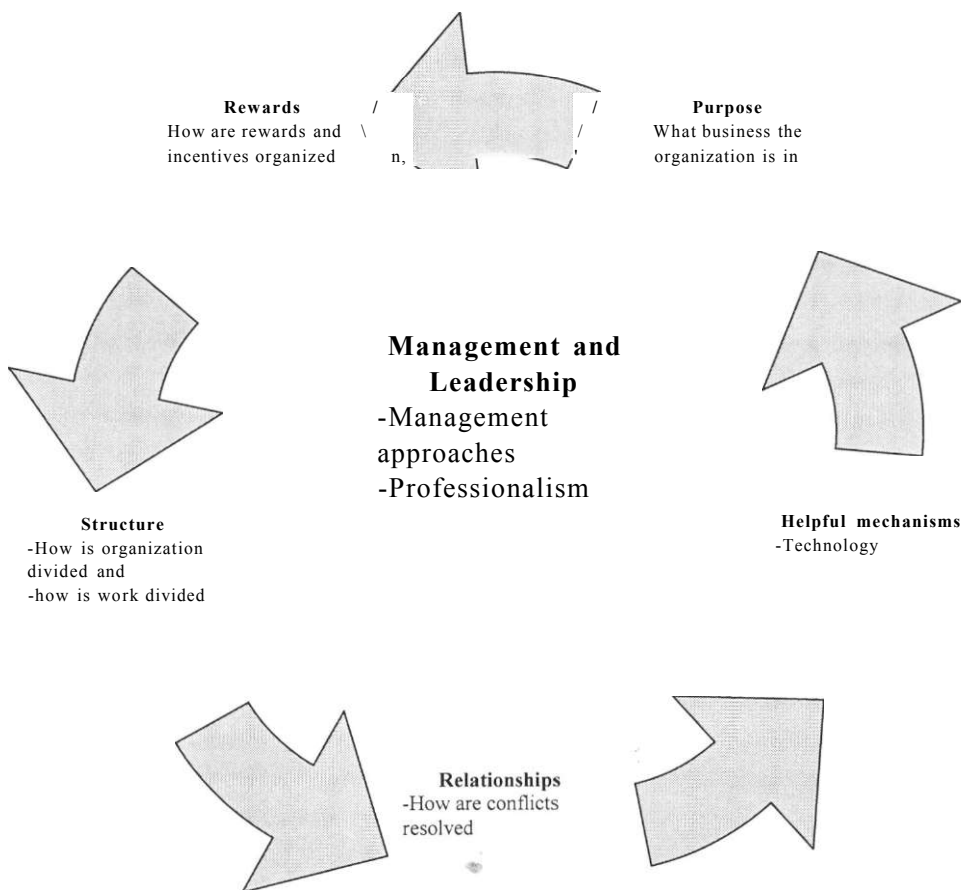 Rewards
How are rewards and
incentives organized
Purpose
What business the
organization is in
Management and
Leadership
-Management
approaches
-Professionalism
Structure
-How is organization
divided and
-how is work divided
Helpful mechanisms
-Technology
Relationships
-How are conflicts
resolved